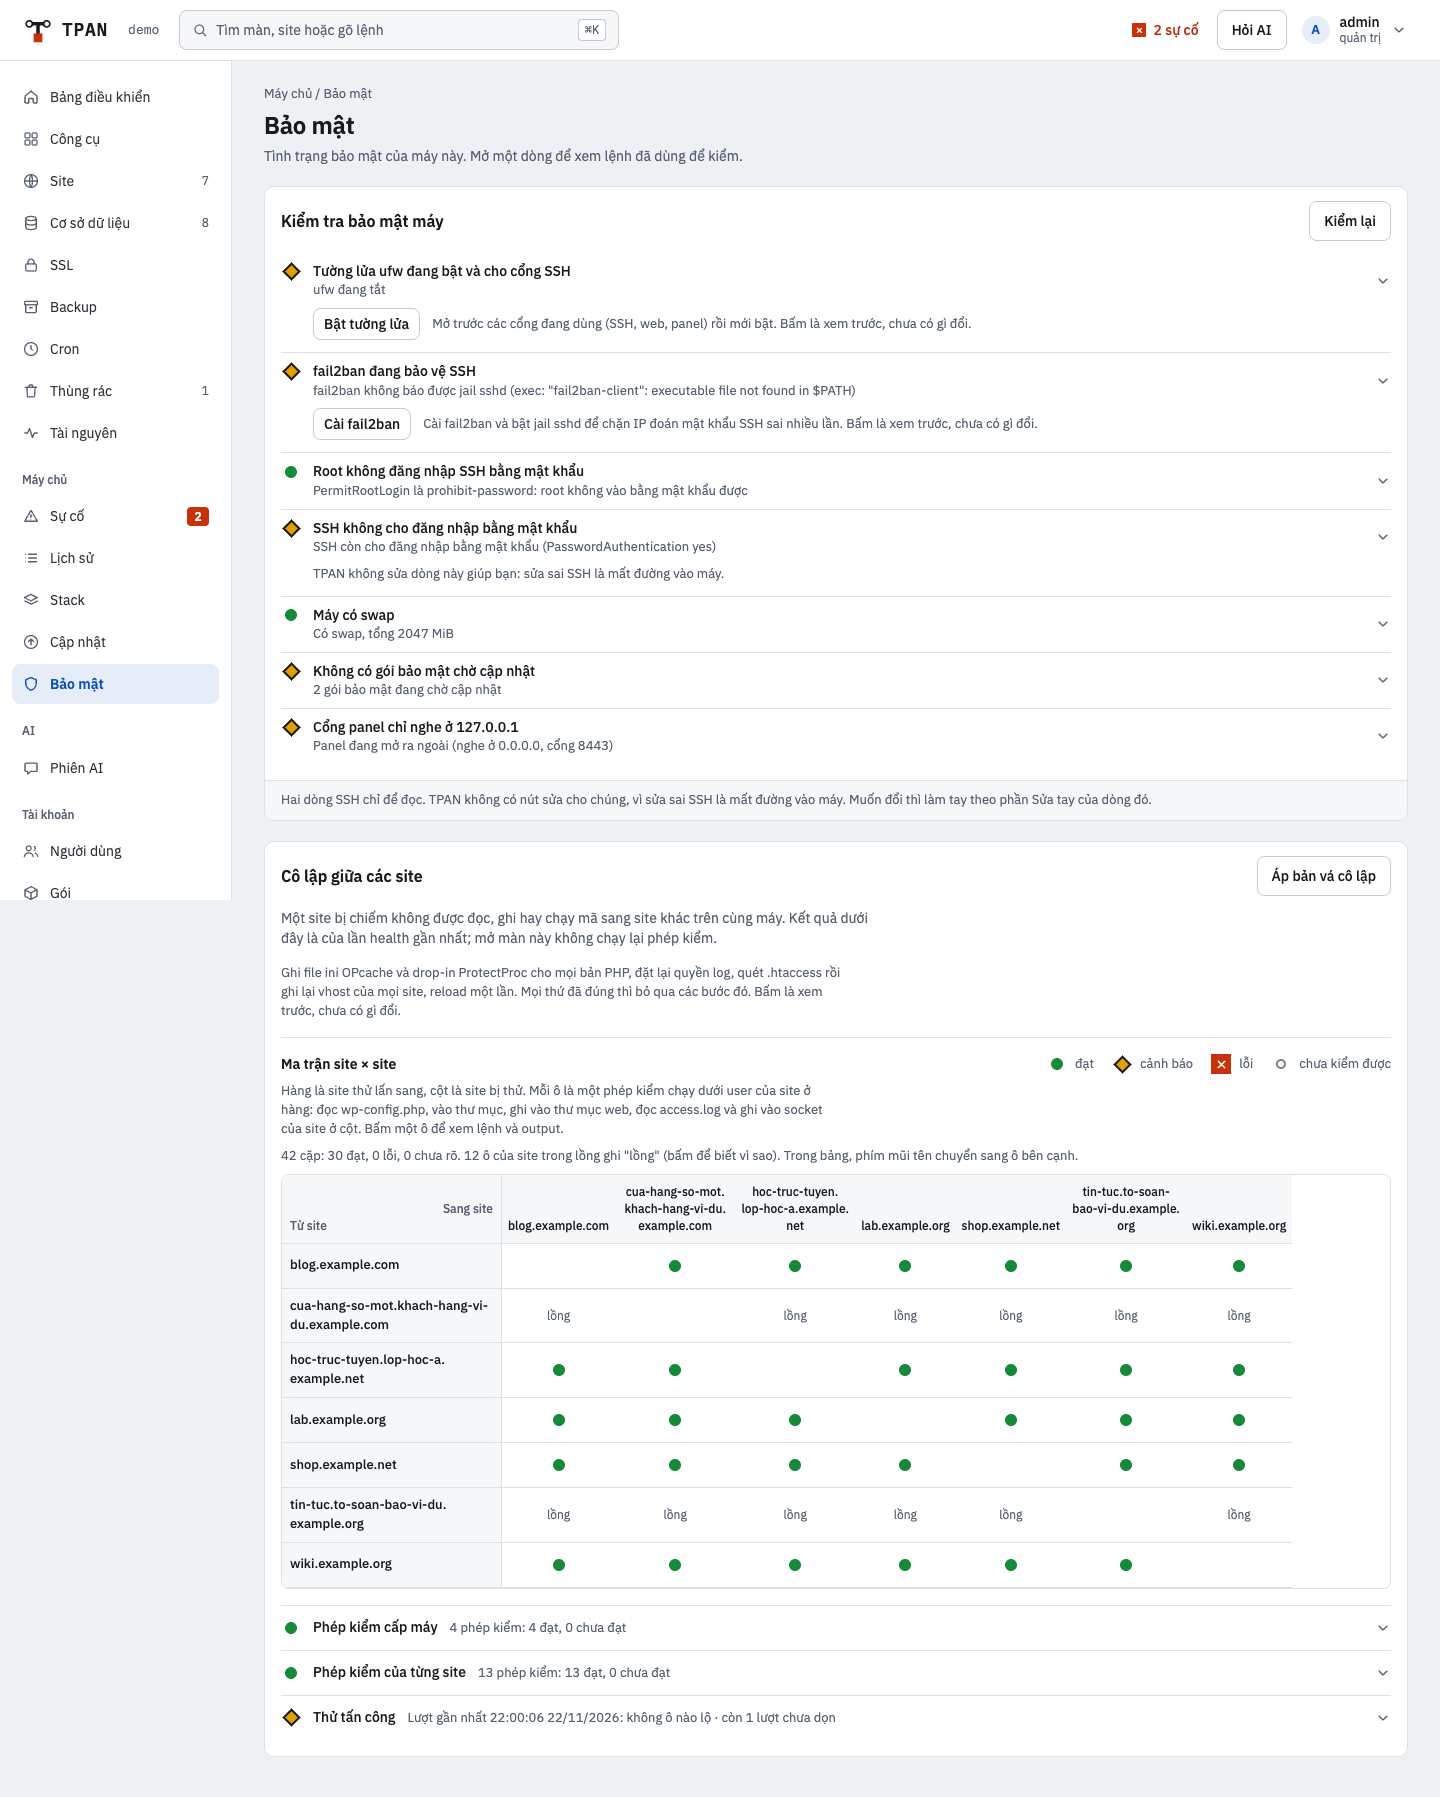 TPAN
demo
Tìm màn, site hoặc gõ lệnh
⌘K
2 sự cố
Hỏi AI
A
admin
quản trị
Bảng điều khiển
Công cụ
Site 7
Cơ sở dữ liệu 8
SSL
Backup
Cron
Thùng rác 1
Tài nguyên
Máy chủ
Sự cố 2
Lịch sử
Stack
Cập nhật
Bảo mật
AI
Phiên AI
Tài khoản
Người dùng
Gói
Máy chủ / Bảo mật
Bảo mật
Tình trạng bảo mật của máy này. Mở một dòng để xem lệnh đã dùng để kiểm.
Kiểm tra bảo mật máy
Kiểm lại
Tường lửa ufw đang bật và cho cổng SSH
ufw đang tắt
Bật tường lửa Mở trước các cổng đang dùng (SSH, web, panel) rồi mới bật. Bấm là xem trước, chưa có gì đổi.
fail2ban đang bảo vệ SSH
fail2ban không báo được jail sshd (exec: "fail2ban-client": executable file not found in $PATH)
Cài fail2ban Cài fail2ban và bật jail sshd để chặn IP đoán mật khẩu SSH sai nhiều lần. Bấm là xem trước, chưa có gì đổi.
Root không đăng nhập SSH bằng mật khẩu
PermitRootLogin là prohibit-password: root không vào bằng mật khẩu được
SSH không cho đăng nhập bằng mật khẩu
SSH còn cho đăng nhập bằng mật khẩu (PasswordAuthentication yes)
TPAN không sửa dòng này giúp bạn: sửa sai SSH là mất đường vào máy.
Máy có swap
Có swap, tổng 2047 MiB
Không có gói bảo mật chờ cập nhật
2 gói bảo mật đang chờ cập nhật
Cổng panel chỉ nghe ở 127.0.0.1
Panel đang mở ra ngoài (nghe ở 0.0.0.0, cổng 8443)
Hai dòng SSH chỉ để đọc. TPAN không có nút sửa cho chúng, vì sửa sai SSH là mất đường vào máy. Muốn đổi thì làm tay theo phần Sửa tay của dòng đó.
Cô lập giữa các site
Áp bản vá cô lập
Một site bị chiếm không được đọc, ghi hay chạy mã sang site khác trên cùng máy. Kết quả dưới
đây là của lần health gần nhất; mở màn này không chạy lại phép kiểm.
Ghi file ini OPcache và drop-in ProtectProc cho mọi bản PHP, đặt lại quyền log, quét .htaccess rồi
ghi lại vhost của mọi site, reload một lần. Mọi thứ đã đúng thì bỏ qua các bước đó. Bấm là xem
trước, chưa có gì đổi.
Ma trận site × site
đạt cảnh báo lỗi chưa kiểm được
Hàng là site thử lấn sang, cột là site bị thử. Mỗi ô là một phép kiểm chạy dưới user của site ở
hàng: đọc wp-config.php, vào thư mục, ghi vào thư mục web, đọc access.log và ghi vào socket
của site ở cột. Bấm một ô để xem lệnh và output.
42 cặp: 30 đạt, 0 lỗi, 0 chưa rõ. 12 ô của site trong lồng ghi "lồng" (bấm để biết vì sao). Trong bảng, phím mũi tên chuyển sang ô bên cạnh.
Sang site
Từ site
blog.example.com
cua-hang-so-mot.
khach-hang-vi-du.
example.com
hoc-truc-tuyen.
lop-hoc-a.example.
net
lab.example.org
shop.example.net
tin-tuc.to-soan-
bao-vi-du.example.
org
wiki.example.org
blog.example.com
cua-hang-so-mot.khach-hang-vi-
du.example.com
lồng lồng lồng lồng lồng lồng
hoc-truc-tuyen.lop-hoc-a.
example.net
lab.example.org
shop.example.net
tin-tuc.to-soan-bao-vi-du.
example.org
lồng lồng lồng lồng lồng lồng
wiki.example.org
Phép kiểm cấp máy 4 phép kiểm: 4 đạt, 0 chưa đạt
Phép kiểm của từng site 13 phép kiểm: 13 đạt, 0 chưa đạt
Thử tấn công Lượt gần nhất 22:00:06 22/11/2026: không ô nào lộ · còn 1 lượt chưa dọn